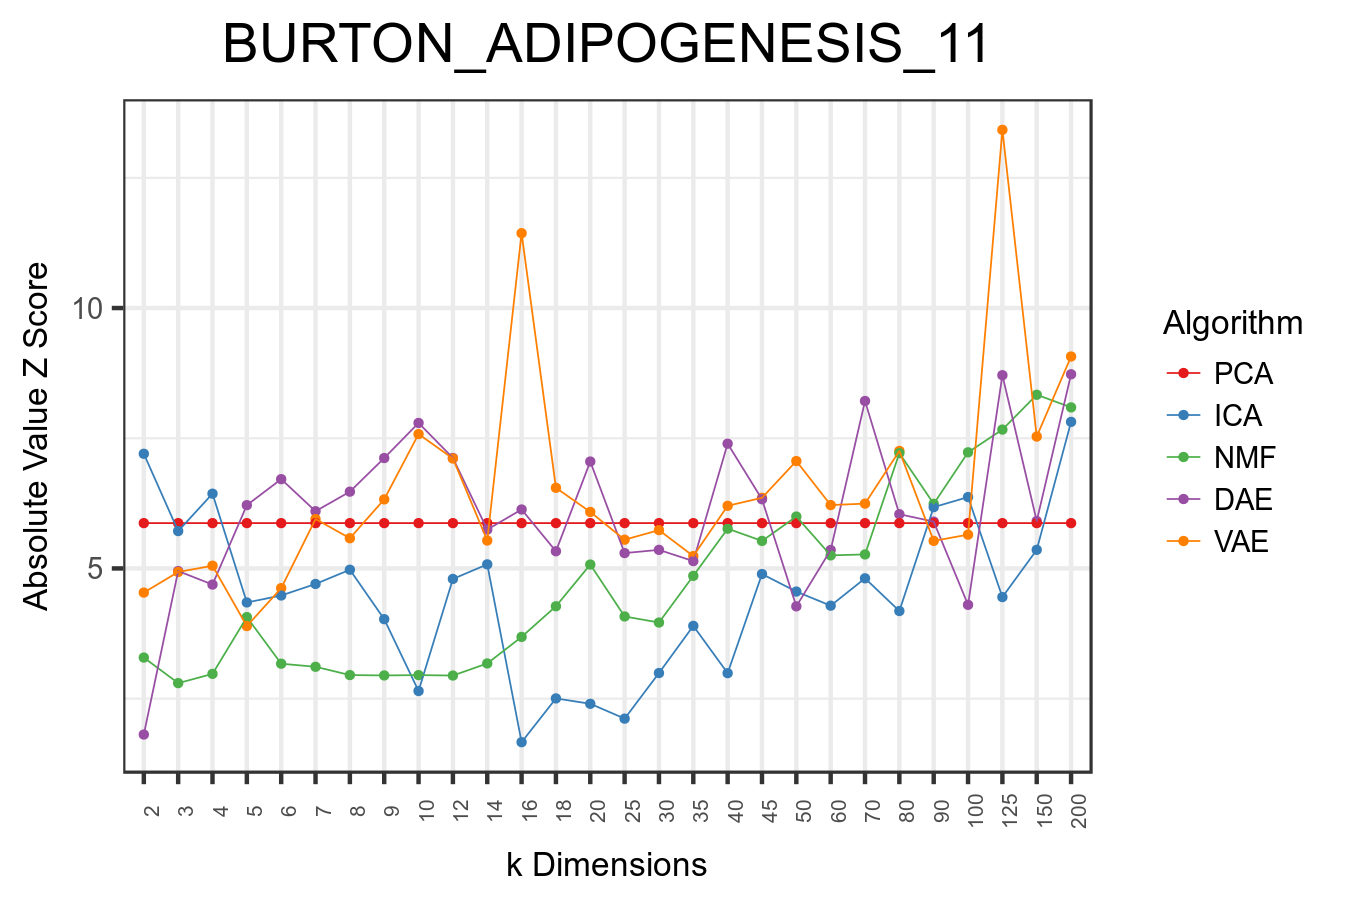 BURTON_ADIPOGENESIS_11
Absolute Value Z Score
10
5
2 3 4 5 6 7 8 9 10 12 14 16 18 20 25 30 35 40 45 50 60 70 80 90 100 125 150 200
k Dimensions
Algorithm
PCA
ICA
NMF
DAE
VAE